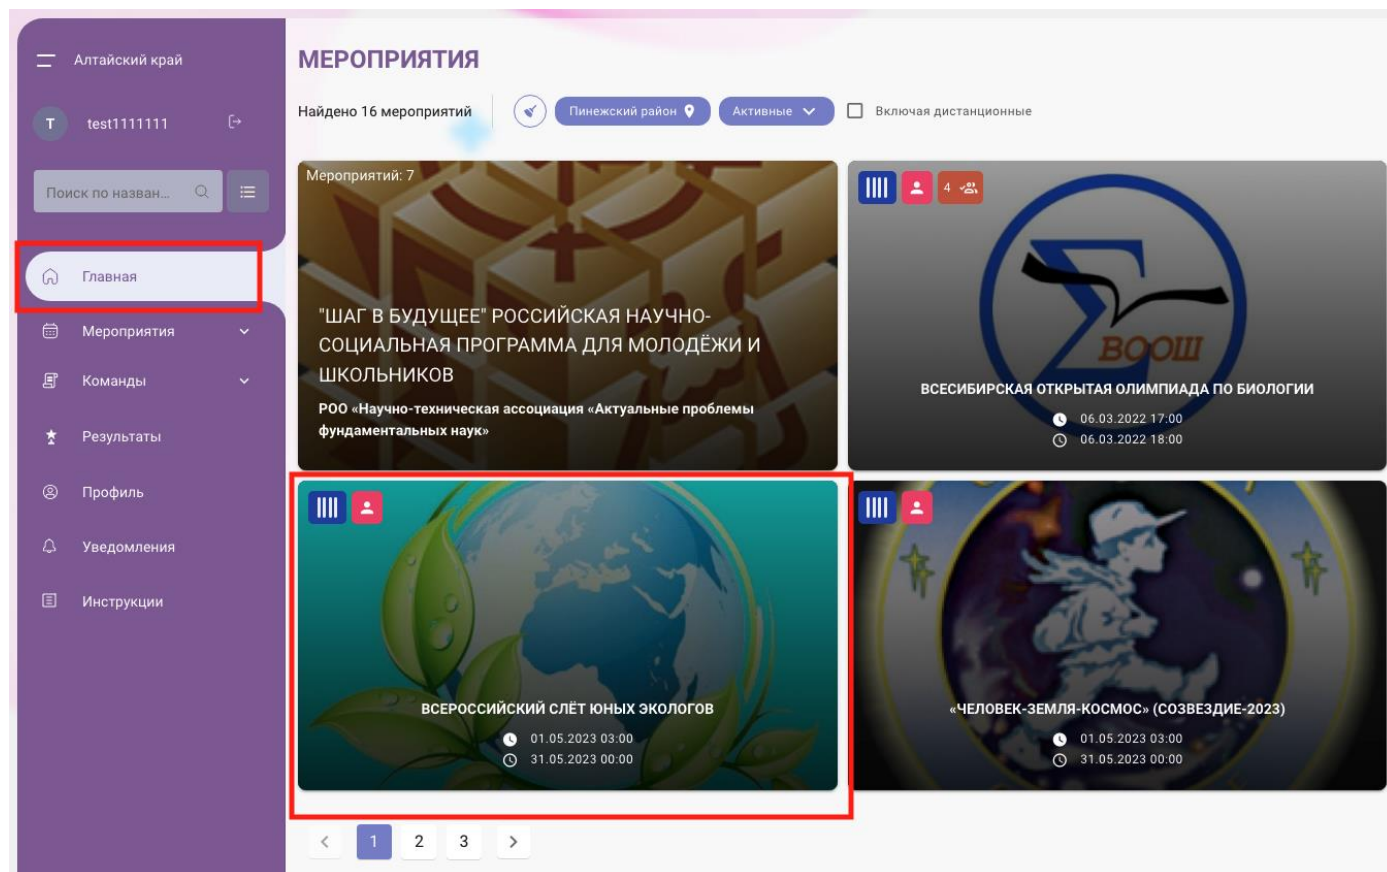 Алтайский край
T
test1111111
Поиск по назван...
Главная
Мероприятия
Команды
Результаты
Профиль
Уведомления
Инструкции
МЕРОПРИЯТИЯ
Найдено 16 мероприятий
Пинежский район
Активные
Включая дистанционные
Мероприятий: 7
"ШАГ В БУДУЩЕЕ" РОССИЙСКАЯ НАУЧНО-
СОЦИАЛЬНАЯ ПРОГРАММА ДЛЯ МОЛОДЁЖИ И
ШКОЛЬНИКОВ
РОО «Научно-техническая ассоциация «Актуальные проблемы
фундаментальных наук»
4
ВООШ
ВСЕСИБИРСКАЯ ОТКРЫТАЯ ОЛИМПИАДА ПО БИОЛОГИИ
06.03.2022 17:00
06.03.2022 18:00
ВСЕРОССИЙСКИЙ СЛЁТ ЮНЫХ ЭКОЛОГОВ
01.05.2023 03:00
31.05.2023 00:00
«ЧЕЛОВЕК-ЗЕМЛЯ-КОСМОС» (СОЗВЕЗДИЕ-2023)
01.05.2023 03:00
31.05.2023 00:00
< 1 2 3 >